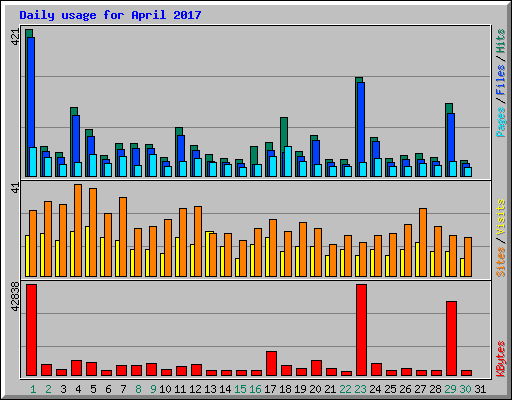 Daily usage for April 2017
421
Pages / Files / Hits
41
Sites / Visits
42838
KBytes
1 2 3 4 5 6 7 8 9 10 11 12 13 14 15 16 17 18 19 20 21 22 23 24 25 26 27 28 29 30 31